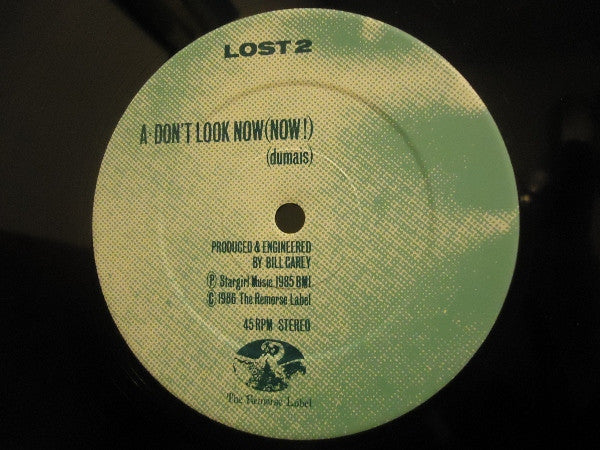 LOST 2
A · DON'T LOOK NOW (NOW!)
(dumais)
PRODUCED & ENGINEERED
BY BILL CAREY
Ⓟ Stargirl Music 1985 BMI
© 1986 The Remorse Label
45 RPM STEREO
The Remorse Label